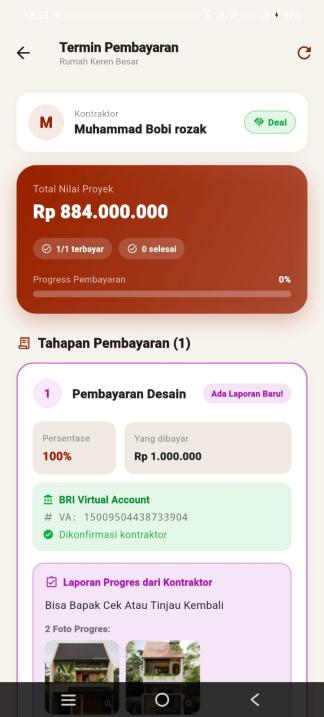 12.33
97%
Termin Pembayaran
Rumah Keren Besar
M
Kontraktor
Muhammad Bobi rozak
Deal
Total Nilai Proyek
Rp 884.000.000
1/1 terbayar
0 selesai
Progress Pembayaran
0%
Tahapan Pembayaran (1)
1
Pembayaran Desain
Ada Laporan Baru!
Persentase
100%
Yang dibayar
Rp 1.000.000
BRI Virtual Account
# VA: 15009504438733904
Dikonfirmasi kontraktor
Laporan Progres dari Kontraktor
Bisa Bapak Cek Atau Tinjau Kembali
2 Foto Progres: